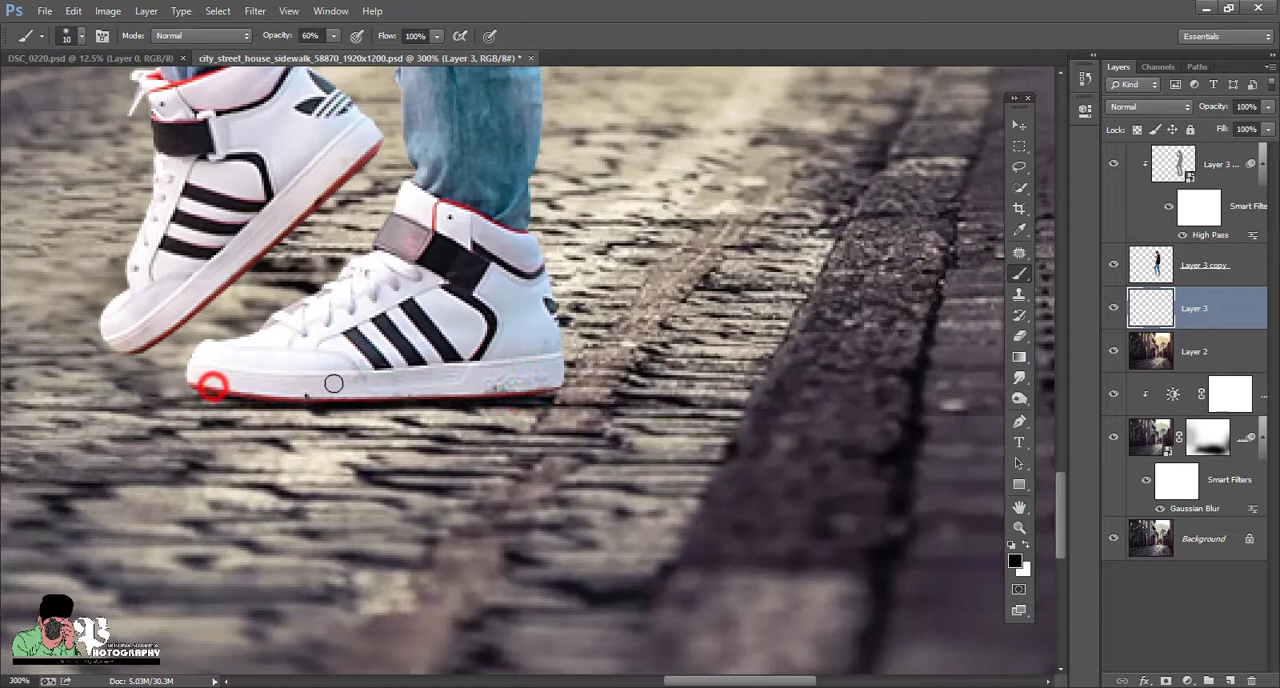 Ps File Edit Image Layer Type Select Filter View Window Help
10 Mode: Normal Opacity: 60% Flow: 100% Essentials
DSC_0220.psd @ 12.5% (Layer 0, RGB/8) × city_street_house_sidewalk_58870_1920x1200.psd @ 300% (Layer 3, RGB/8#) * ×
Layers Channels Paths
Kind
Normal Opacity: 100%
Lock: Fill: 100%
Layer 3 ...
Smart Filte
High Pass
Layer 3 copy
Layer 3
Layer 2
...
Smart Filters
Gaussian Blur
Background
PHOTOGRAPHY
300% Doc: 5.03M/30.3M